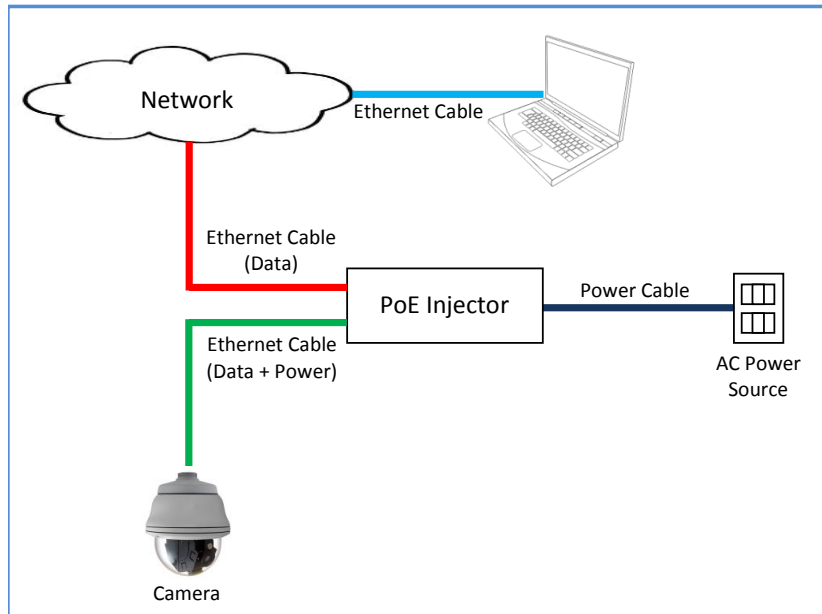 Network
Ethernet Cable
Ethernet Cable
(Data)
PoE Injector
Power Cable
Ethernet Cable
(Data + Power)
AC Power
Source
Camera